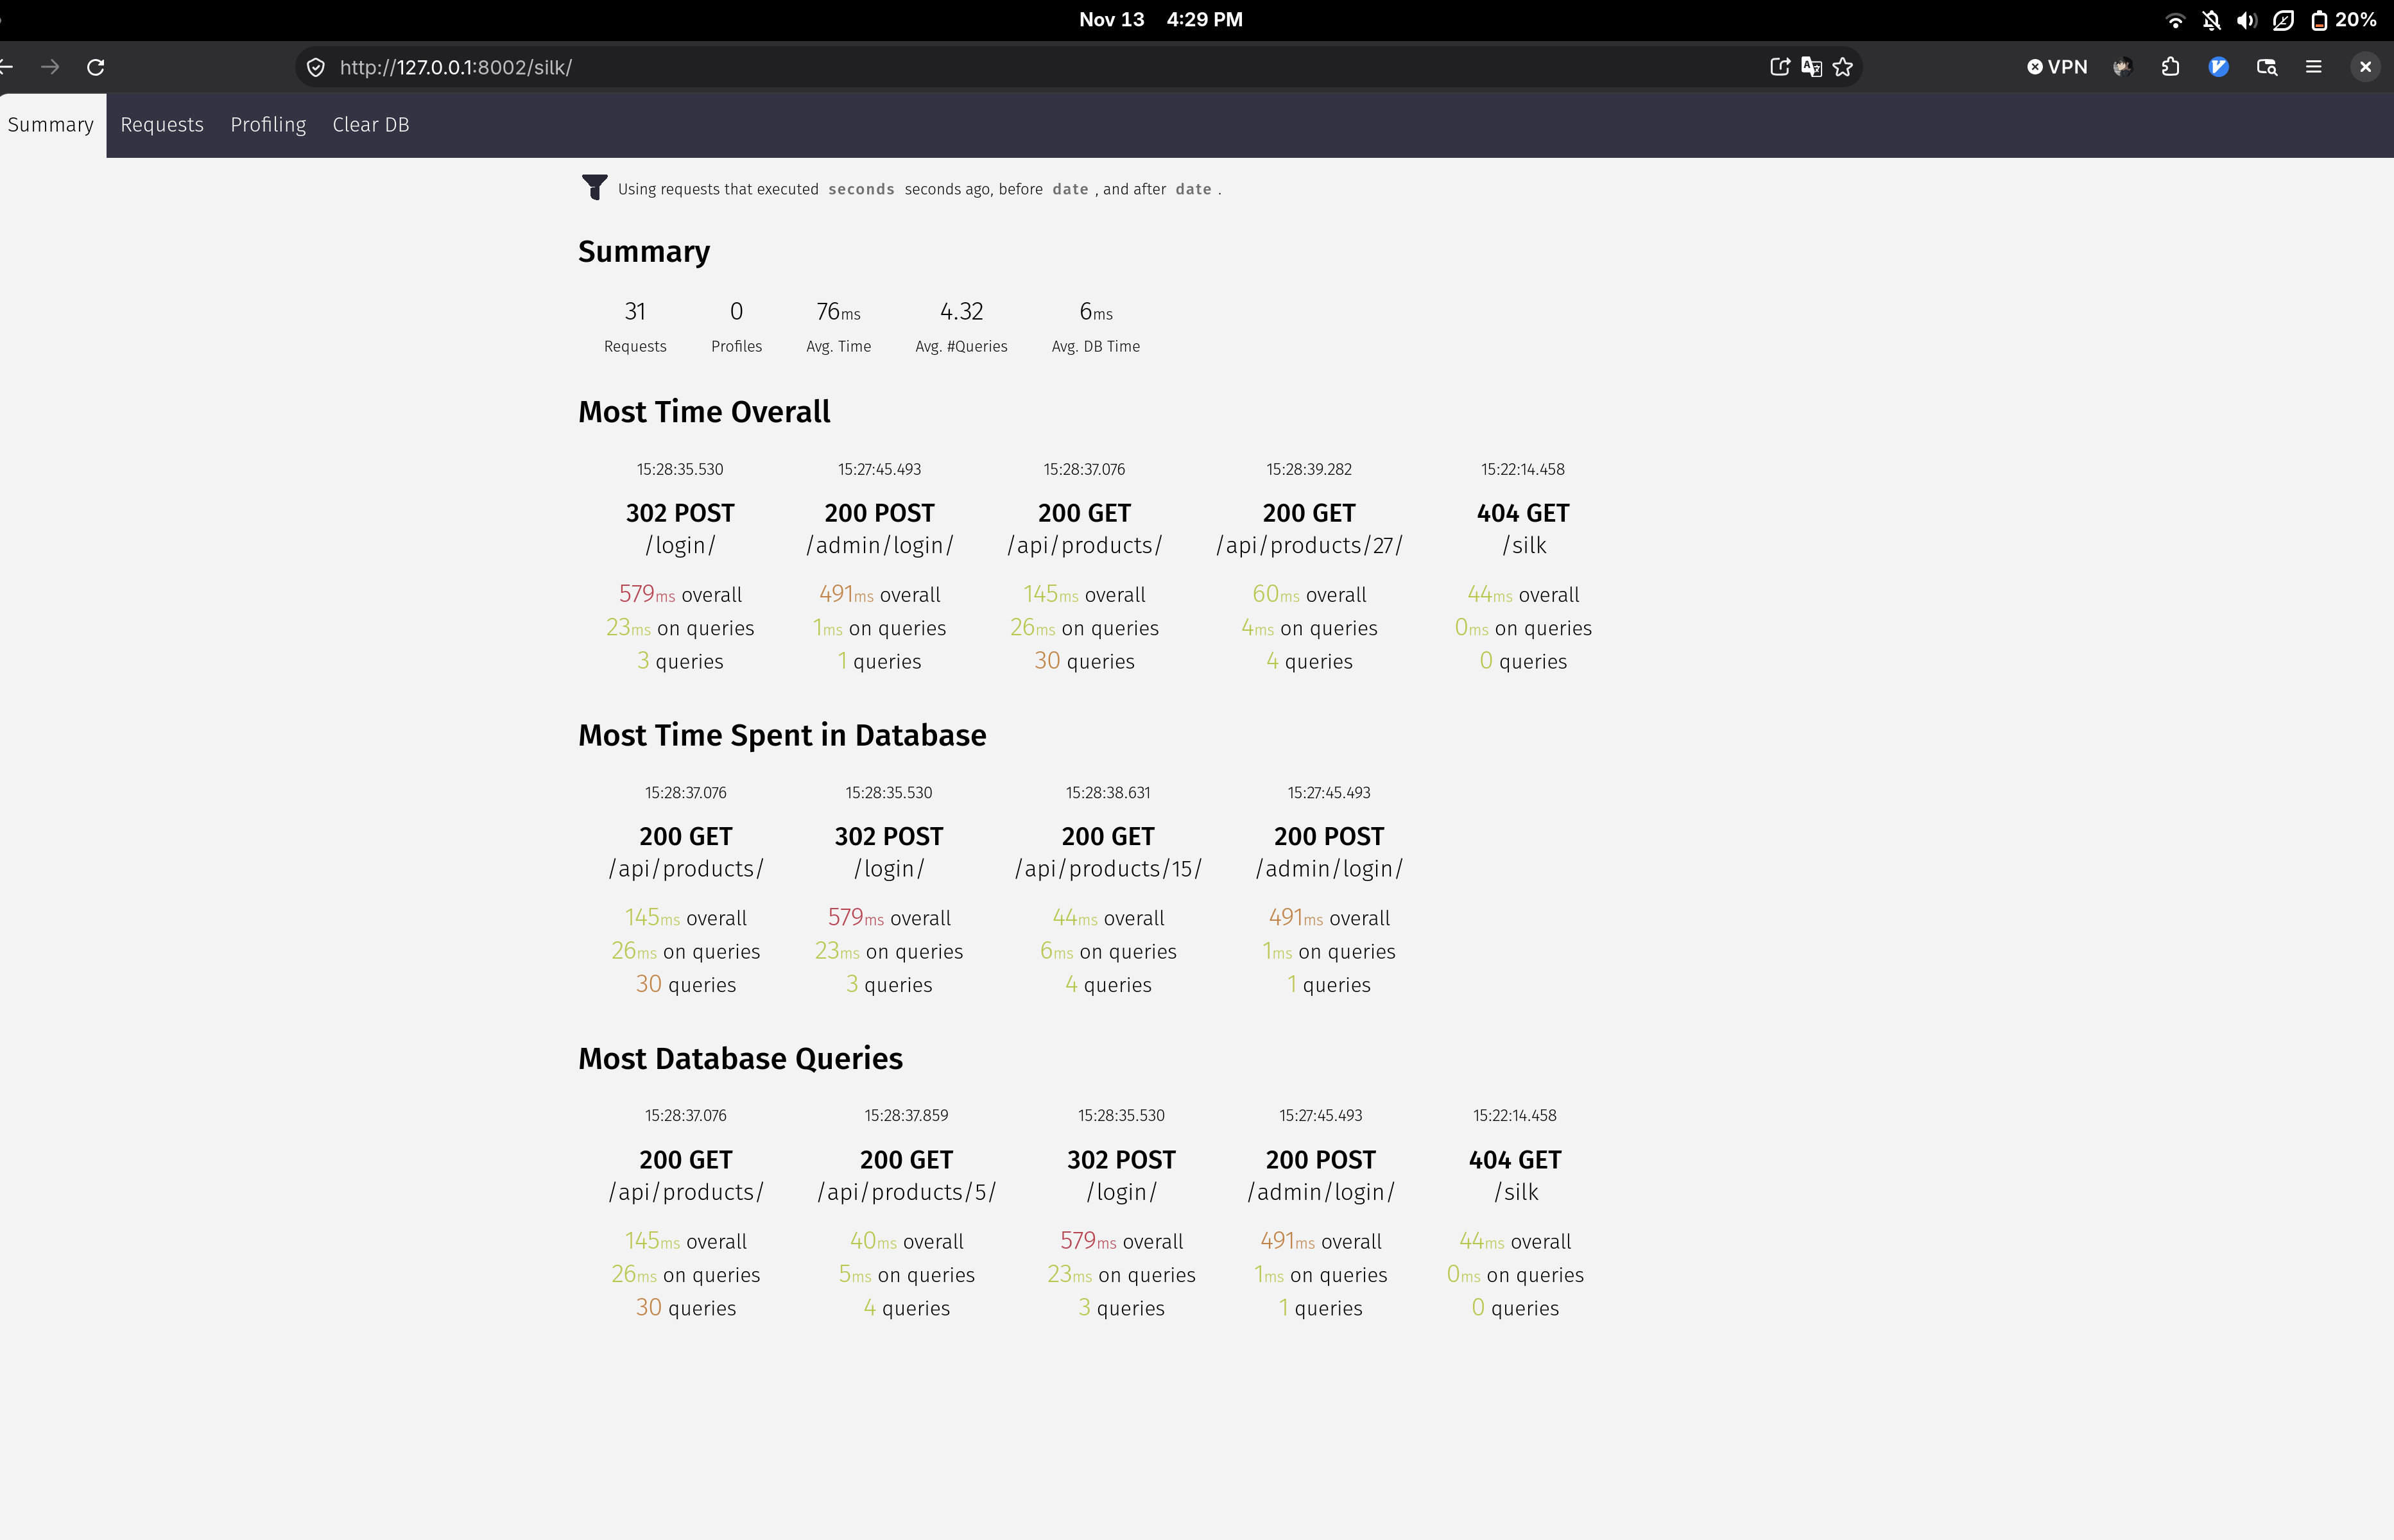 Nov 13 4:29 PM
20%
http://127.0.0.1:8002/silk/
VPN
Summary Requests Profiling Clear DB
Using requests that executed seconds seconds ago, before date , and after date .
Summary
31 0 76ms 4.32 6ms
Requests Profiles Avg. Time Avg. #Queries Avg. DB Time
Most Time Overall
15:28:35.530 15:27:45.493 15:28:37.076 15:28:39.282 15:22:14.458
302 POST 200 POST 200 GET 200 GET 404 GET
/login/ /admin/login/ /api/products/ /api/products/27/ /silk
579ms overall 491ms overall 145ms overall 60ms overall 44ms overall
23ms on queries 1ms on queries 26ms on queries 4ms on queries 0ms on queries
3 queries 1 queries 30 queries 4 queries 0 queries
Most Time Spent in Database
15:28:37.076 15:28:35.530 15:28:38.631 15:27:45.493
200 GET 302 POST 200 GET 200 POST
/api/products/ /login/ /api/products/15/ /admin/login/
145ms overall 579ms overall 44ms overall 491ms overall
26ms on queries 23ms on queries 6ms on queries 1ms on queries
30 queries 3 queries 4 queries 1 queries
Most Database Queries
15:28:37.076 15:28:37.859 15:28:35.530 15:27:45.493 15:22:14.458
200 GET 200 GET 302 POST 200 POST 404 GET
/api/products/ /api/products/5/ /login/ /admin/login/ /silk
145ms overall 40ms overall 579ms overall 491ms overall 44ms overall
26ms on queries 5ms on queries 23ms on queries 1ms on queries 0ms on queries
30 queries 4 queries 3 queries 1 queries 0 queries